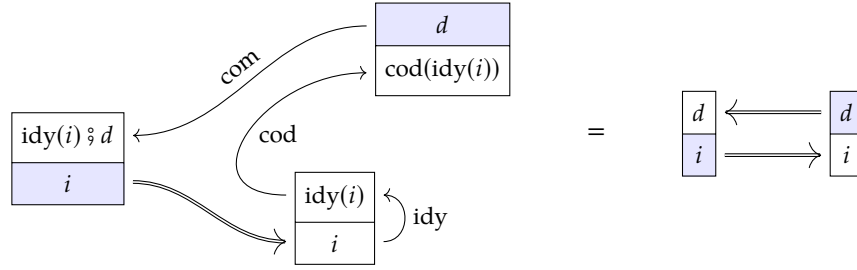 d
cod(idy(i))
com
idy(i) ⨟ d
i
cod
idy(i)
i
idy
=
d
i
d
i